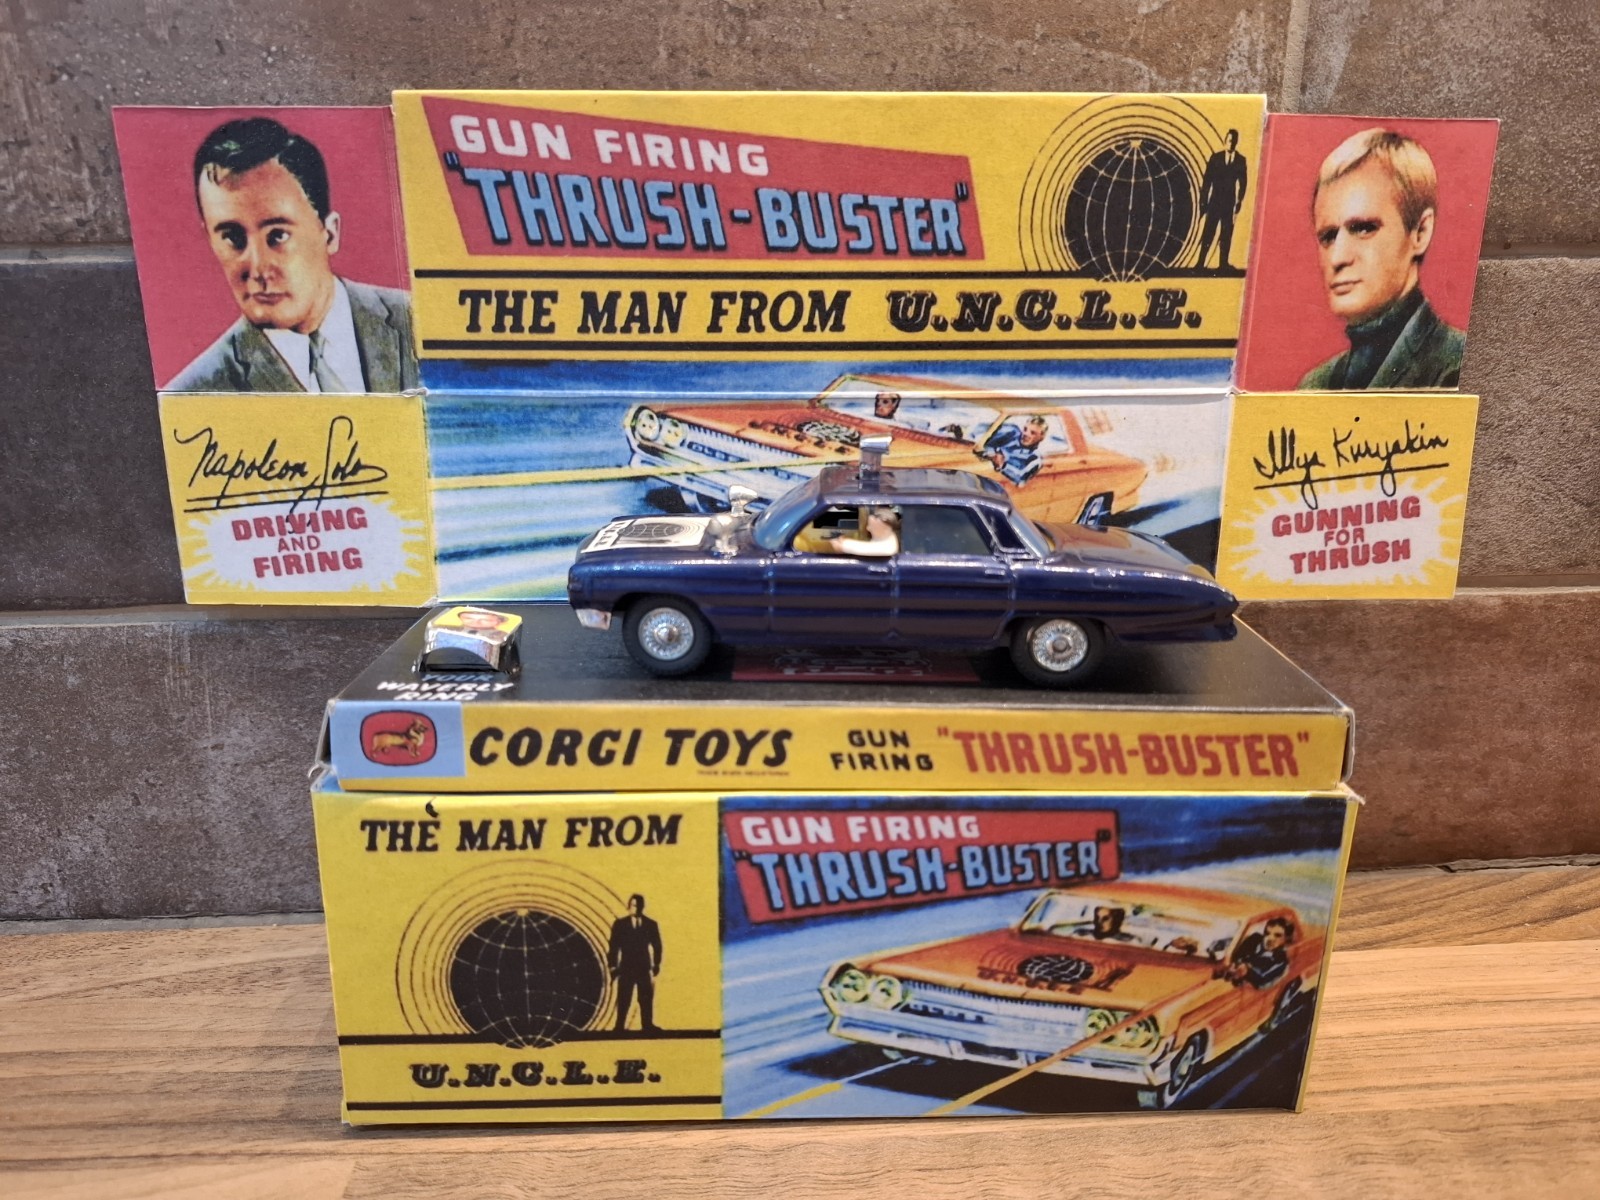 GUN FIRING
"THRUSH-BUSTER"
THE MAN FROM U.N.C.L.E.
Napoleon Solo
DRIVING
AND
FIRING
Illya Kuryakin
GUNNING
FOR
THRUSH
U.N.C.L.E.
YOUR
WAVERLY
RING
CORGI TOYS
GUN
FIRING
"THRUSH-BUSTER"
THE MAN FROM
U.N.C.L.E.
GUN FIRING
"THRUSH-BUSTER"
U.N.C.L.E.